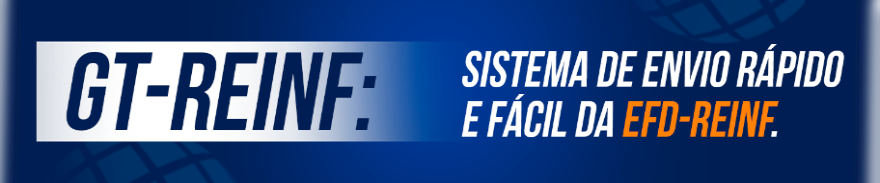 GT-REINF:
SISTEMA DE ENVIO RÁPIDO
E FÁCIL DA EFD-REINF.